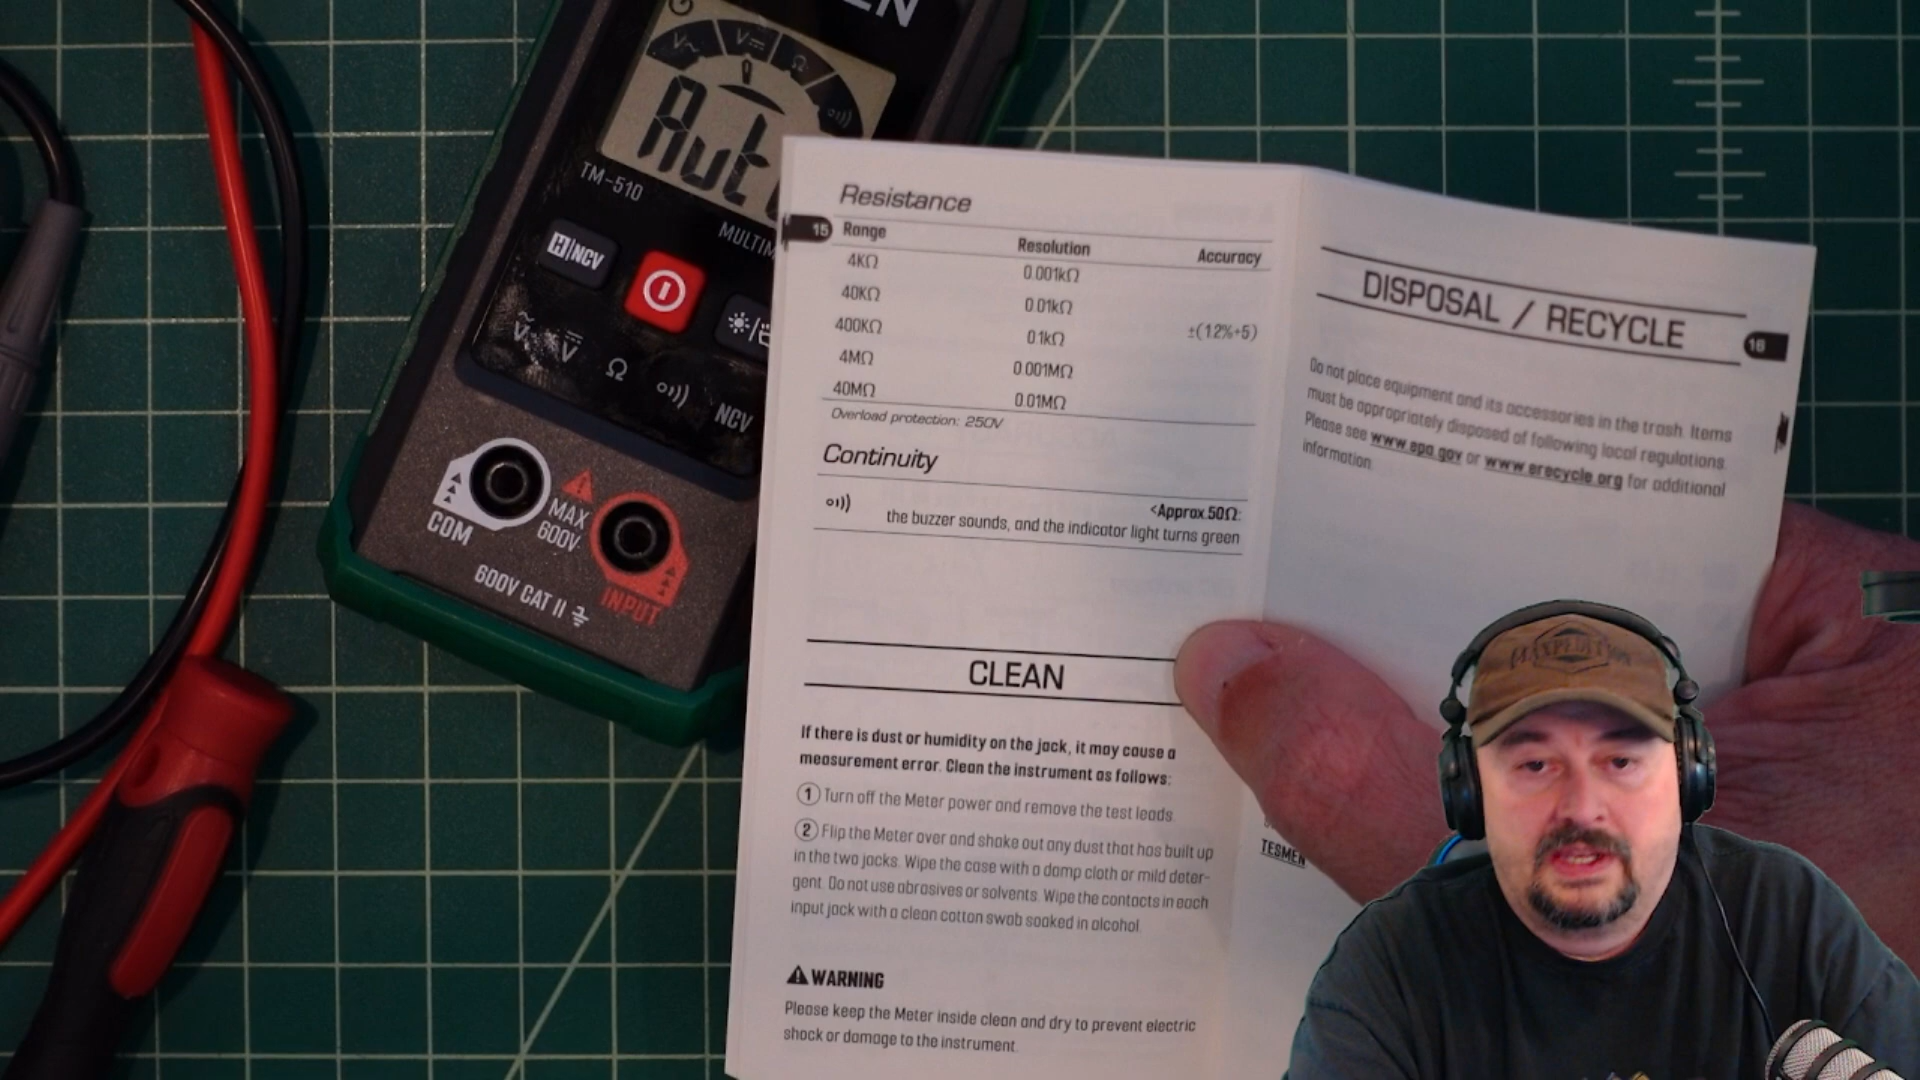 EN
V~
Ω
Auto
TM-510
H|NCV
Ω
NCV
COM
MAX
600V
INPUT
600V CAT II
Resistance
15
Range
Resolution
Accuracy
4KΩ
0.001kΩ
40KΩ
0.01kΩ
400KΩ
0.1kΩ
±(1.2%+5)
4MΩ
0.001MΩ
40MΩ
0.01MΩ
Overload protection: 250V
Continuity
<Approx.50Ω:
the buzzer sounds, and the indicator light turns green
CLEAN
If there is dust or humidity on the jack, it may cause a
measurement error. Clean the instrument as follows:
1 Turn off the Meter power and remove the test leads.
2 Flip the Meter over and shake out any dust that has built up
in the two jacks. Wipe the case with a damp cloth or mild deter-
gent. Do not use abrasives or solvents. Wipe the contacts in each
input jack with a clean cotton swab soaked in alcohol.
WARNING
Please keep the Meter inside clean and dry to prevent electric
shock or damage to the instrument.
DISPOSAL / RECYCLE
16
Do not place equipment and its accessories in the trash. Items
must be appropriately disposed of following local regulations.
Please see www.epa.gov or www.erecycle.org for additional
information.
TESMEN